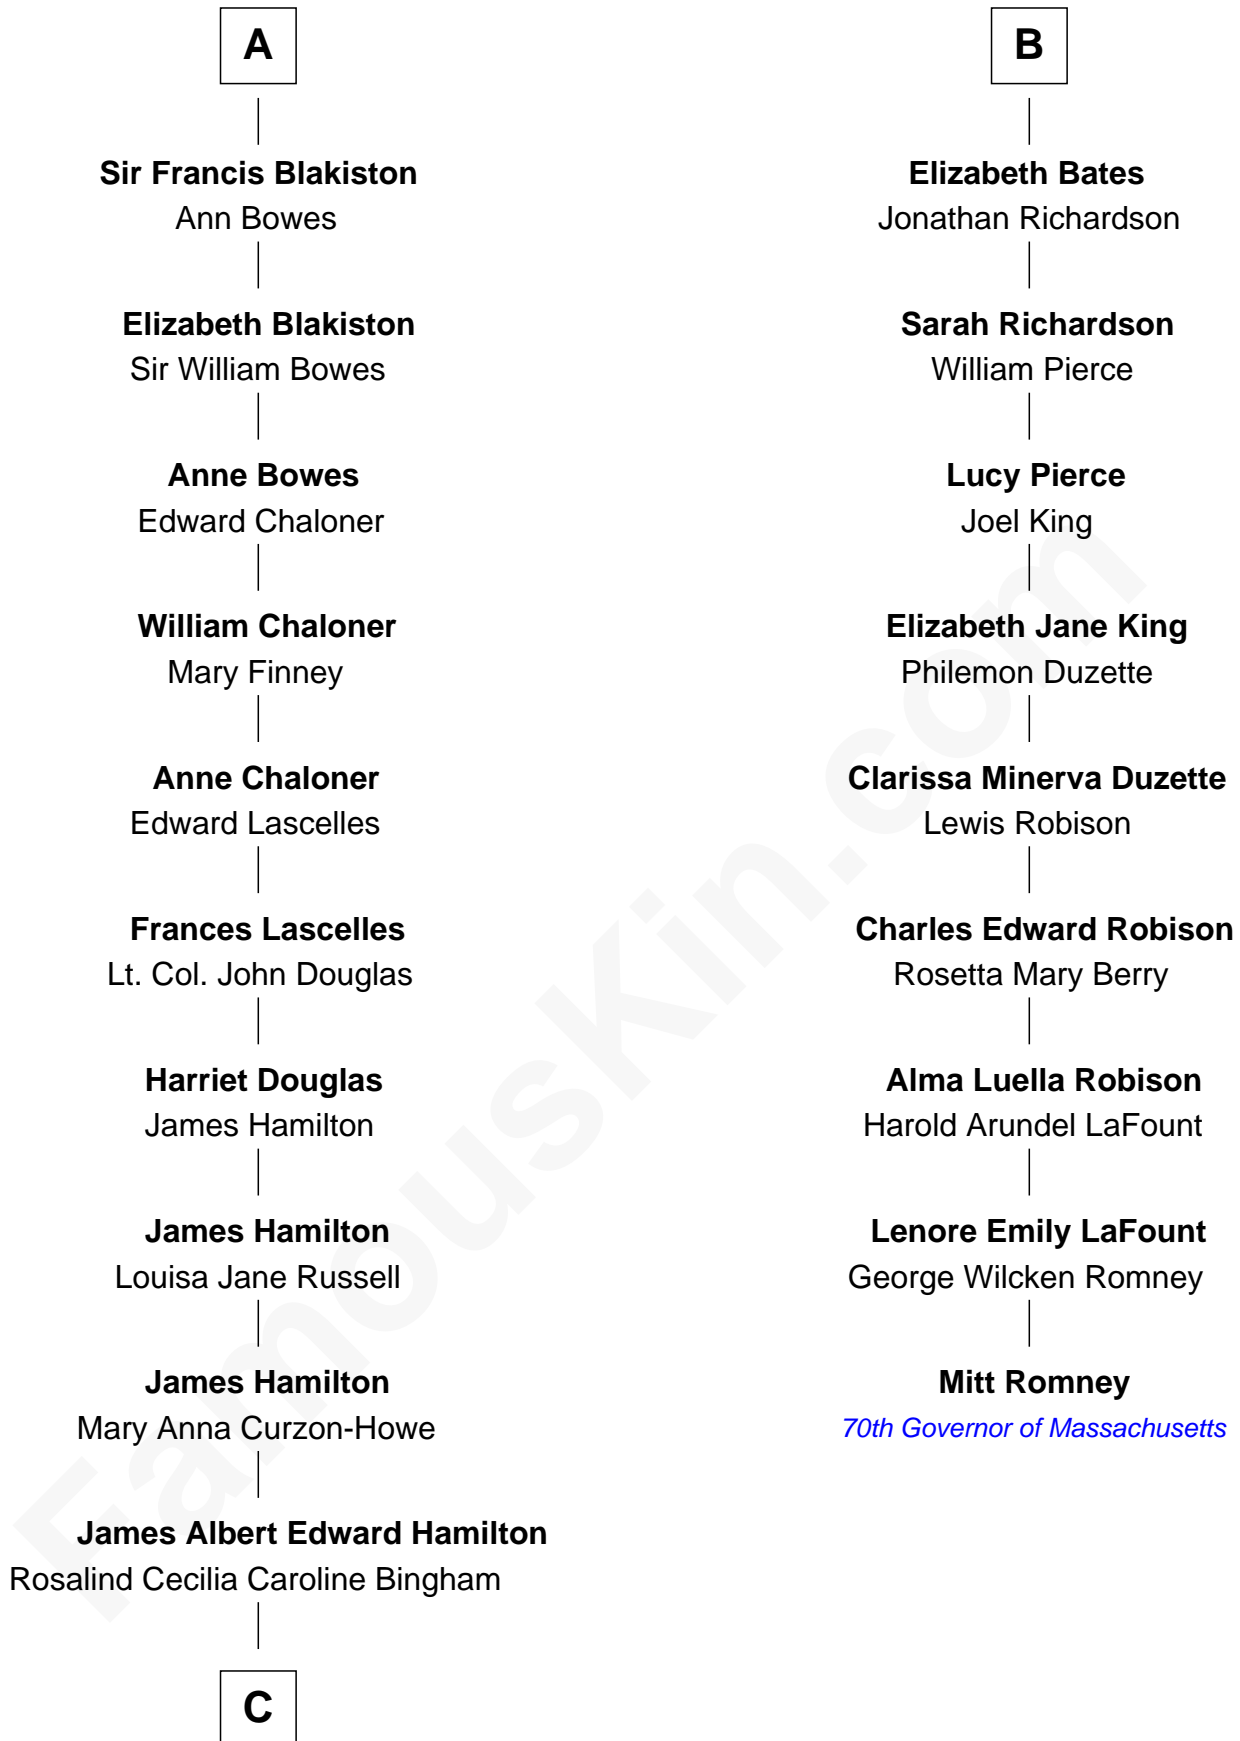 A
Sir Francis Blakiston
Ann Bowes
Elizabeth Blakiston
Sir William Bowes
Anne Bowes
Edward Chaloner
William Chaloner
Mary Finney
Anne Chaloner
Edward Lascelles
Frances Lascelles
Lt. Col. John Douglas
Harriet Douglas
James Hamilton
James Hamilton
Louisa Jane Russell
James Hamilton
Mary Anna Curzon-Howe
James Albert Edward Hamilton
Rosalind Cecilia Caroline Bingham
C
B
Elizabeth Bates
Jonathan Richardson
Sarah Richardson
William Pierce
Lucy Pierce
Joel King
Elizabeth Jane King
Philemon Duzette
Clarissa Minerva Duzette
Lewis Robison
Charles Edward Robison
Rosetta Mary Berry
Alma Luella Robison
Harold Arundel LaFount
Lenore Emily LaFount
George Wilcken Romney
Mitt Romney
70th Governor of Massachusetts
FamousKin.com